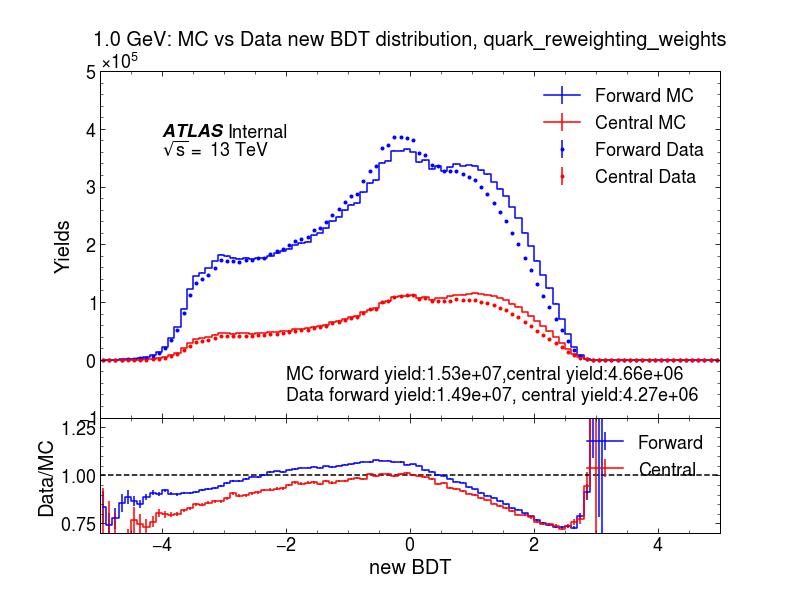 1.0 GeV: MC vs Data new BDT distribution, quark_reweighting_weights
×10⁵
5
4
3
2
1
0
−1
Yields
ATLAS Internal
√s = 13 TeV
Forward MC
Central MC
Forward Data
Central Data
MC forward yield:1.53e+07,central yield:4.66e+06
Data forward yield:1.49e+07, central yield:4.27e+06
1.25
1.00
0.75
Data/MC
Forward
Central
−4 −2 0 2 4
new BDT